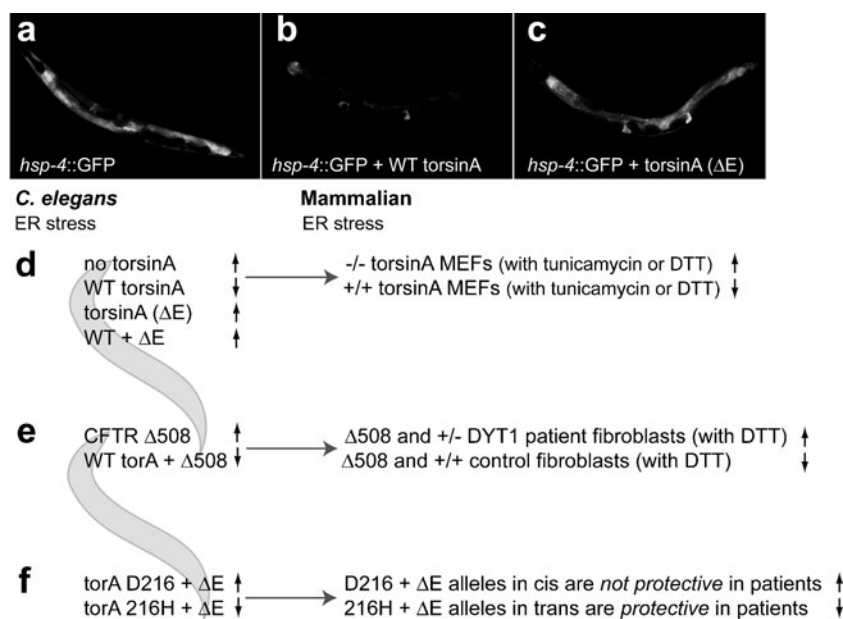 a
b
c
hsp-4::GFP
hsp-4::GFP + WT torsinA
hsp-4::GFP + torsinA (ΔE)
C. elegans
ER stress
Mammalian
ER stress
d
no torsinA ↑
-/- torsinA MEFs (with tunicamycin or DTT) ↑
WT torsinA ↓
+/+ torsinA MEFs (with tunicamycin or DTT) ↓
torsinA (ΔE) ↑
WT + ΔE ↑
e
CFTR Δ508 ↑
Δ508 and +/- DYT1 patient fibroblasts (with DTT) ↑
WT torA + Δ508 ↓
Δ508 and +/+ control fibroblasts (with DTT) ↓
f
torA D216 + ΔE ↑
D216 + ΔE alleles in cis are not protective in patients ↑
torA 216H + ΔE ↓
216H + ΔE alleles in trans are protective in patients ↓